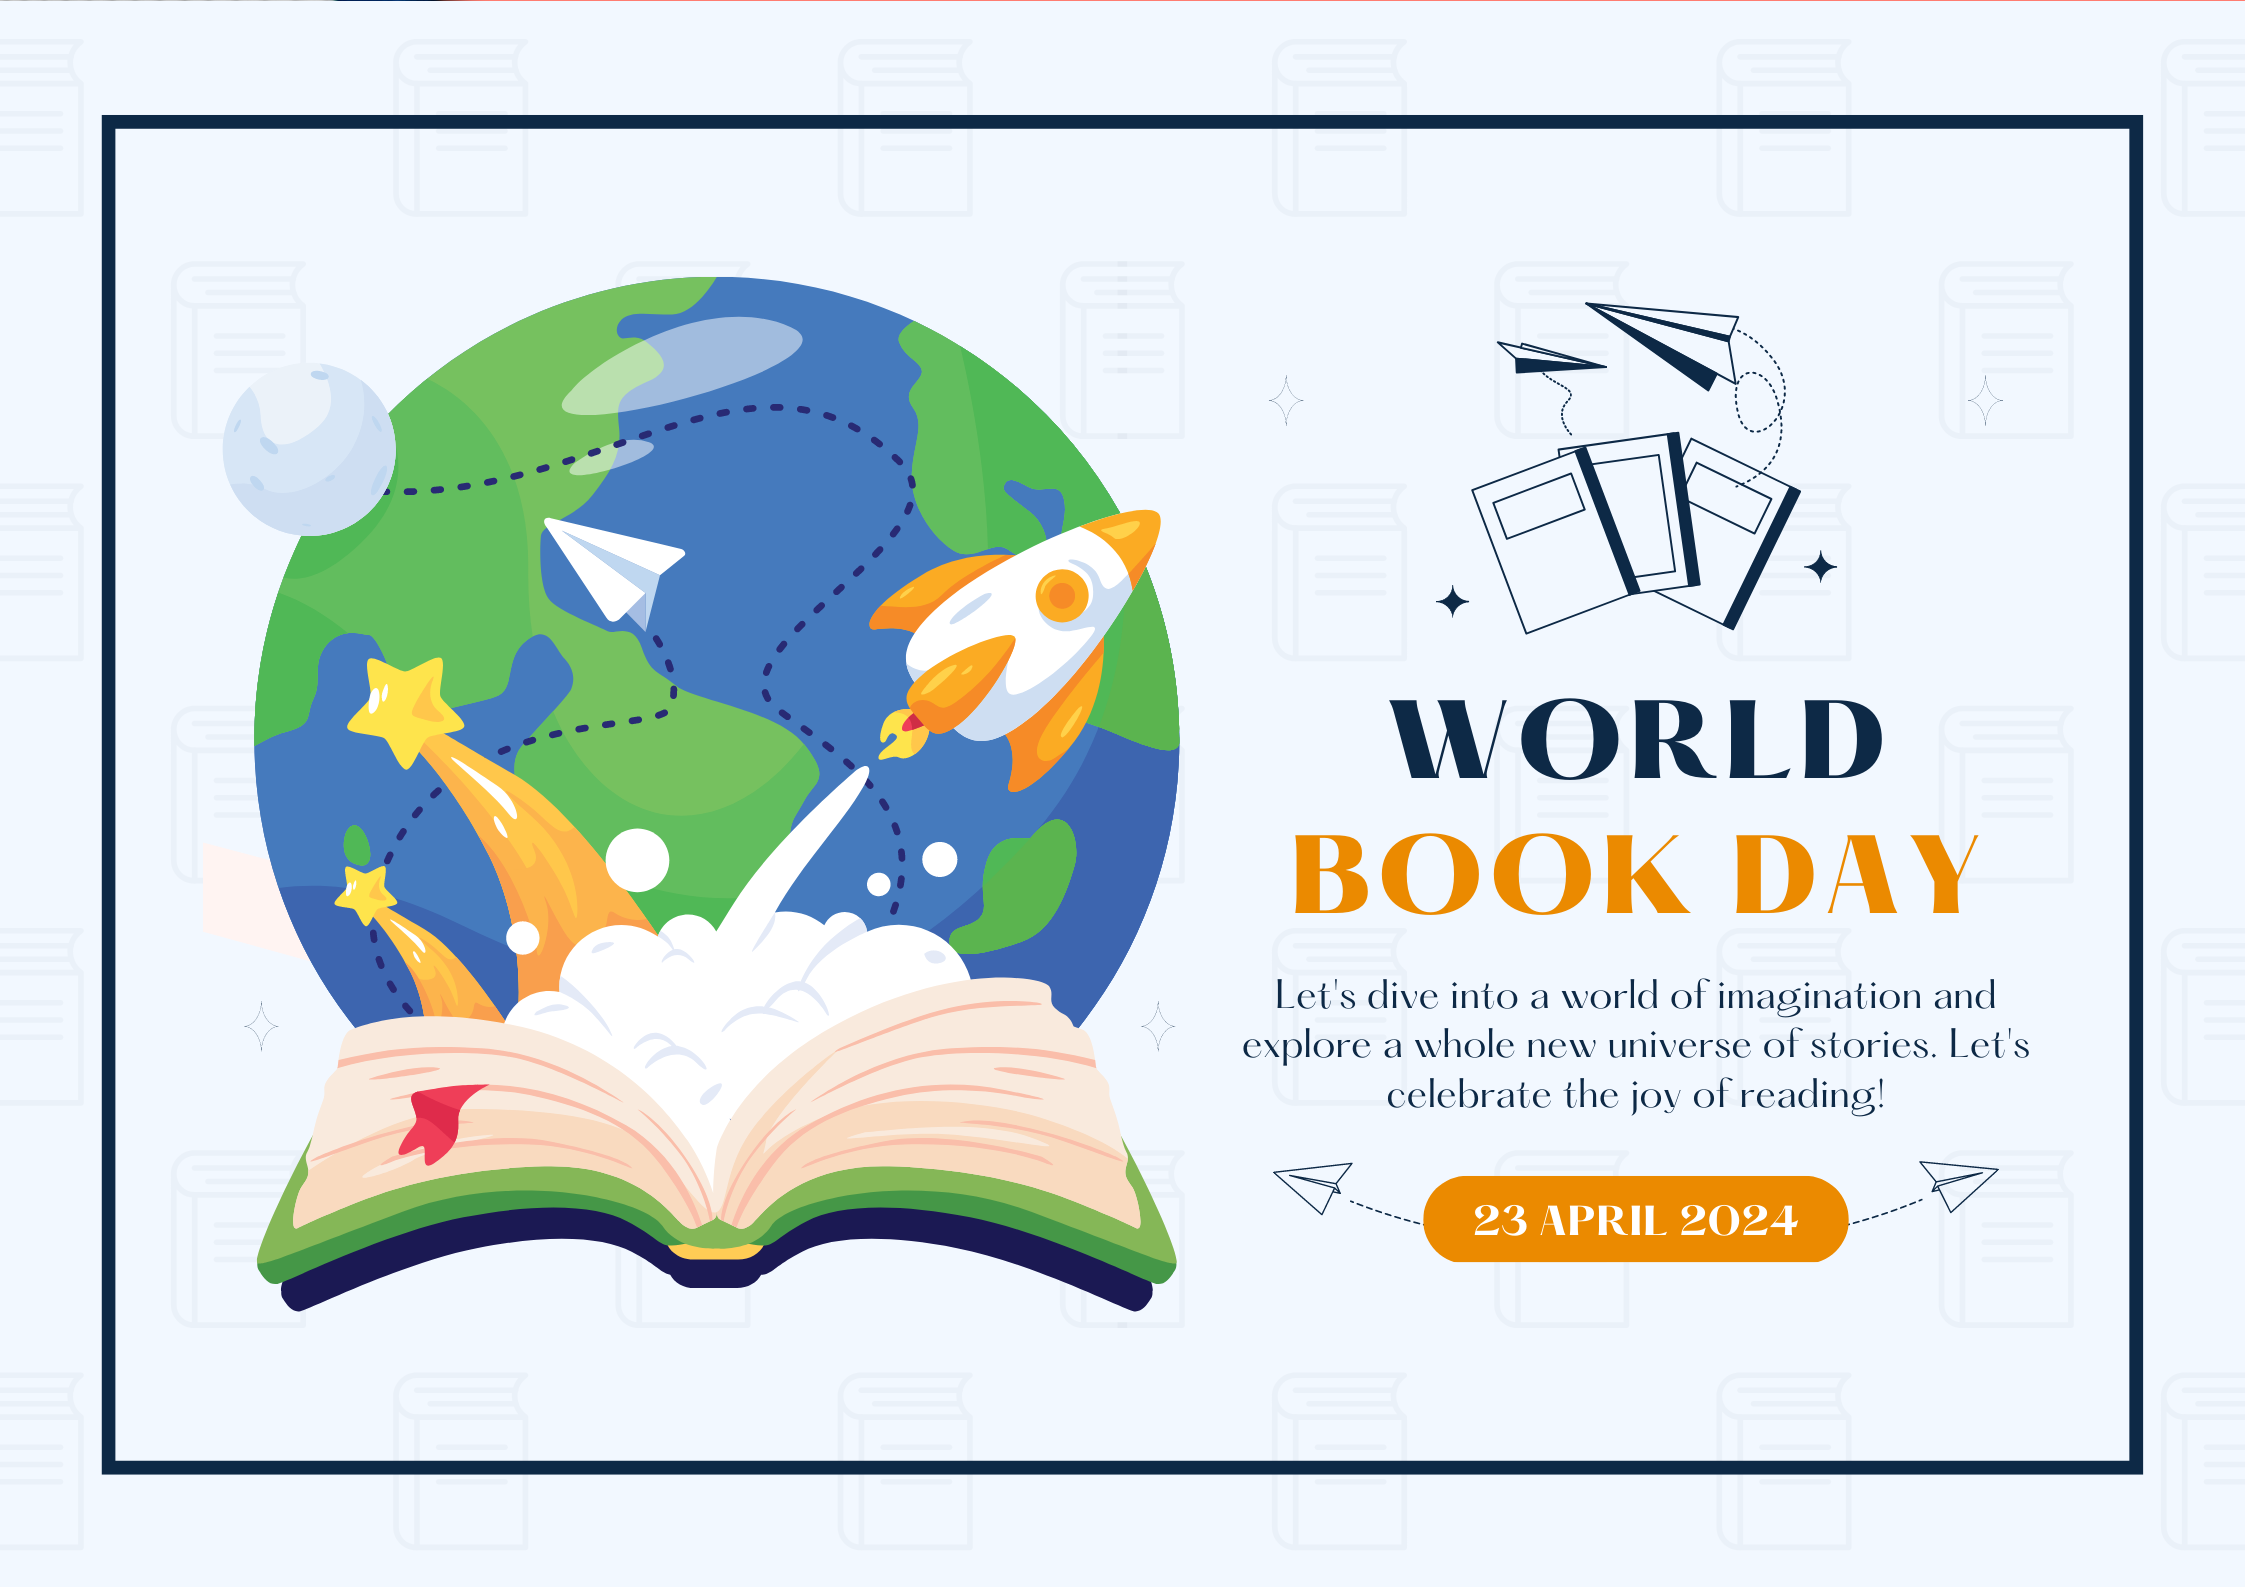 WORLD
BOOK DAY
Let's dive into a world of imagination and
explore a whole new universe of stories. Let's
celebrate the joy of reading!
23 APRIL 2024